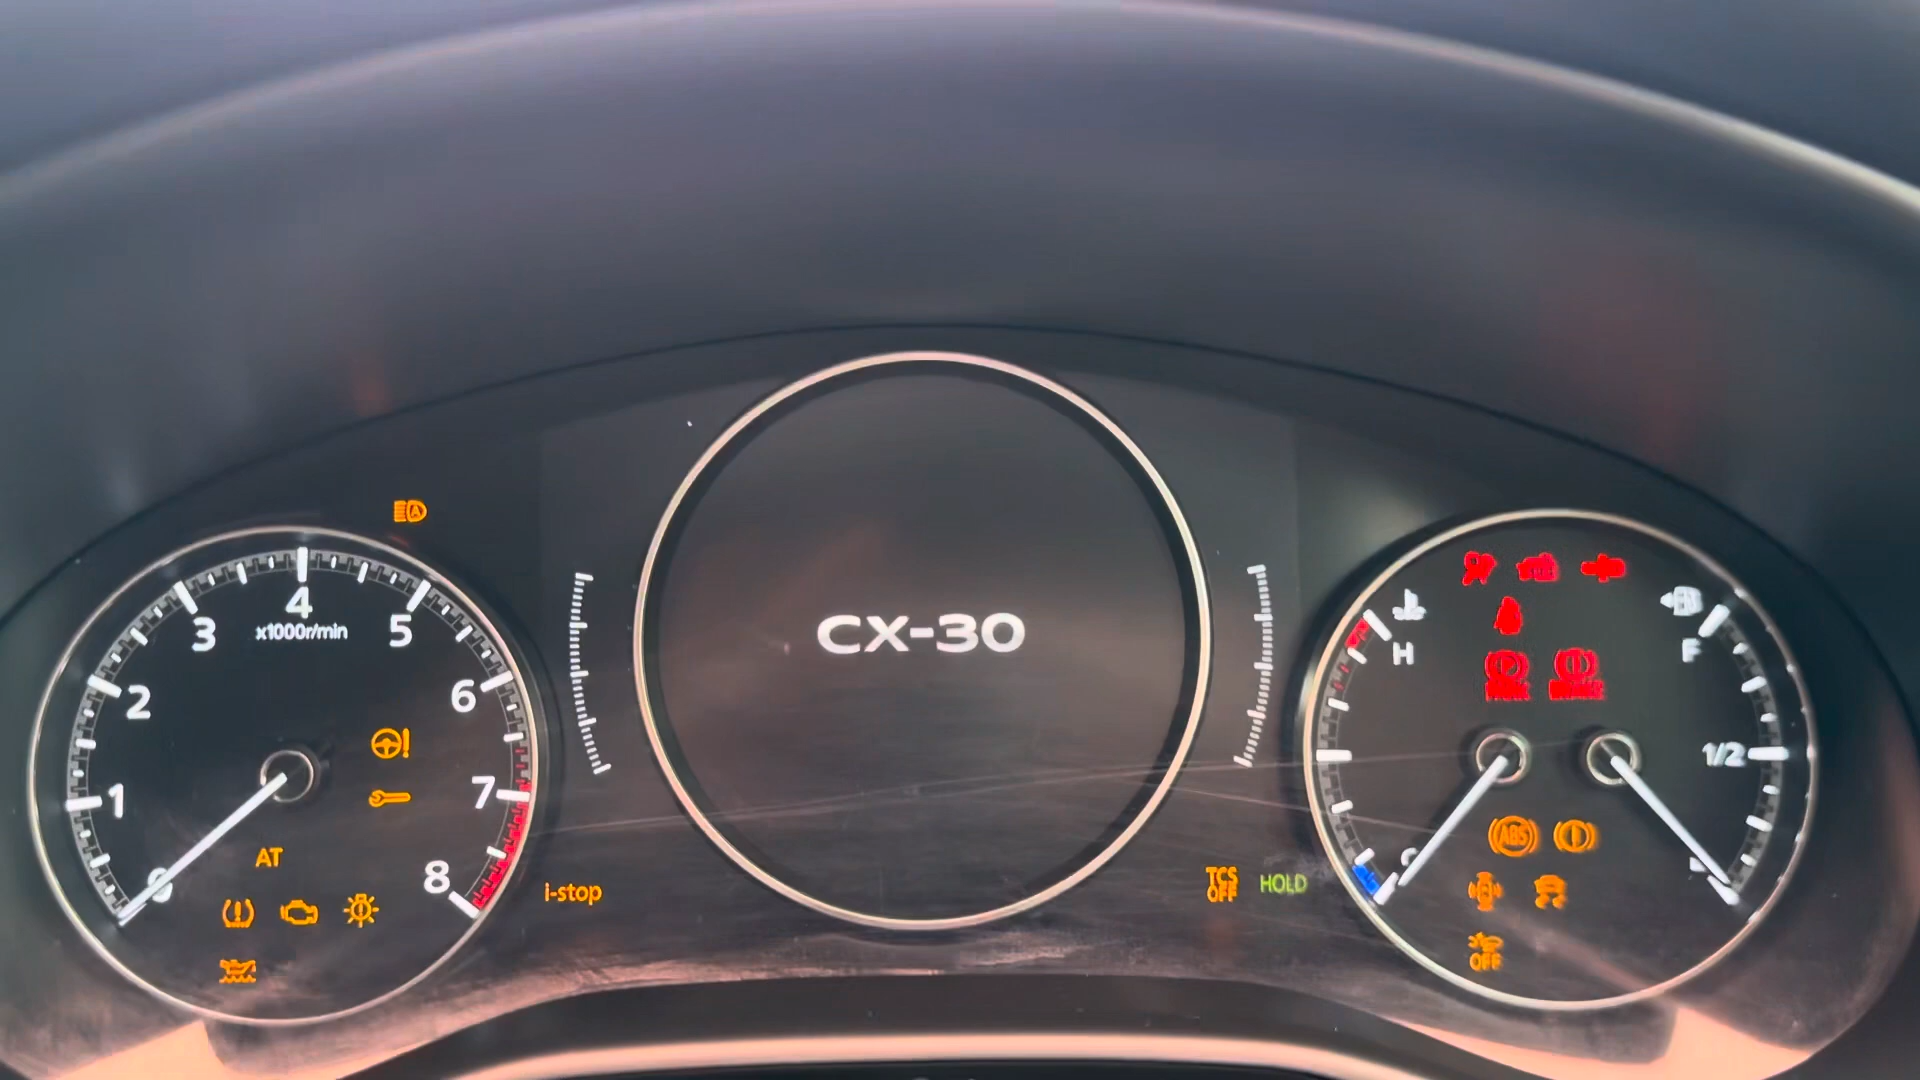 4
3
x1000r/min
5
2
6
1
7
8
AT
i-stop
CX-30
TCS
OFF
HOLD
H
F
1/2
ABS
OFF